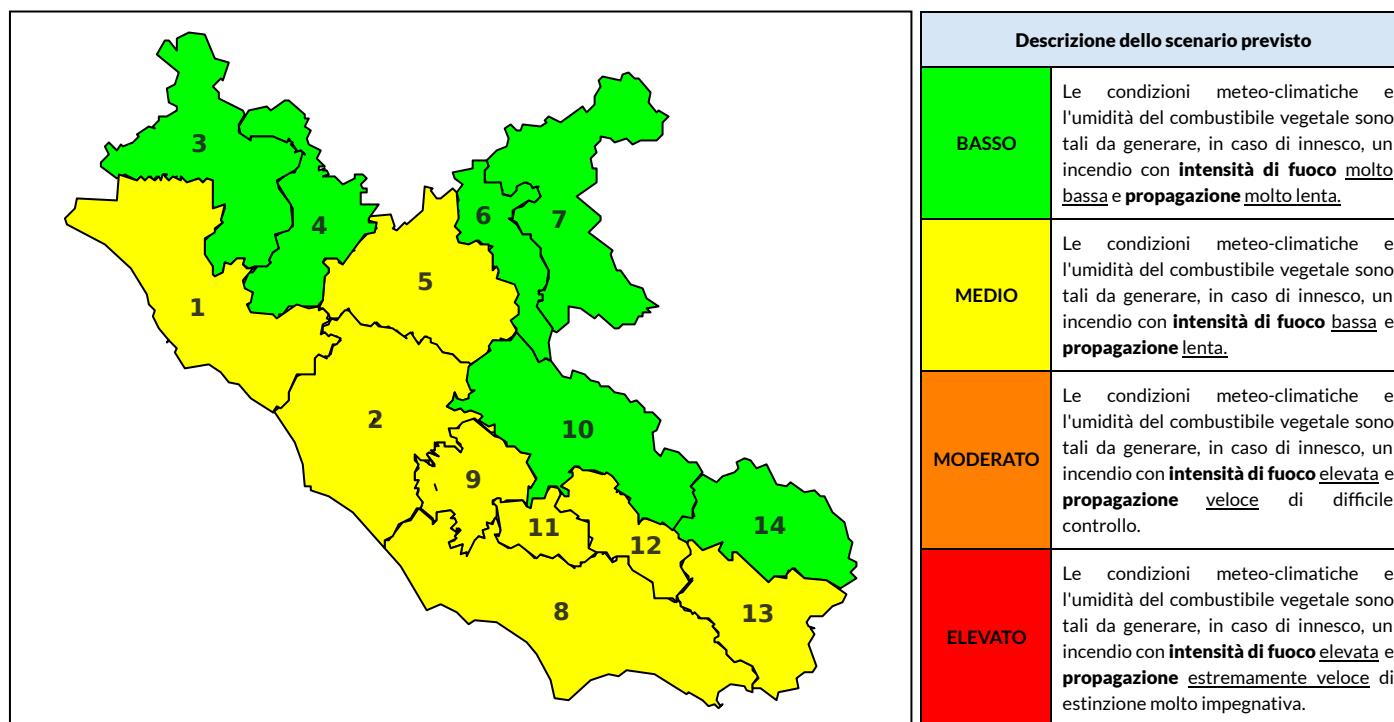 3
4
6
7
5
1
2
10
9
11
12
14
8
13
Descrizione dello scenario previsto
BASSO
Le condizioni meteo-climatiche e
l'umidità del combustibile vegetale sono
tali da generare, in caso di innesco, un
incendio con intensità di fuoco molto
bassa e propagazione molto lenta.
MEDIO
Le condizioni meteo-climatiche e
l'umidità del combustibile vegetale sono
tali da generare, in caso di innesco, un
incendio con intensità di fuoco bassa e
propagazione lenta.
MODERATO
Le condizioni meteo-climatiche e
l'umidità del combustibile vegetale sono
tali da generare, in caso di innesco, un
incendio con intensità di fuoco elevata e
propagazione veloce di difficile
controllo.
ELEVATO
Le condizioni meteo-climatiche e
l'umidità del combustibile vegetale sono
tali da generare, in caso di innesco, un
incendio con intensità di fuoco elevata e
propagazione estremamente veloce di
estinzione molto impegnativa.